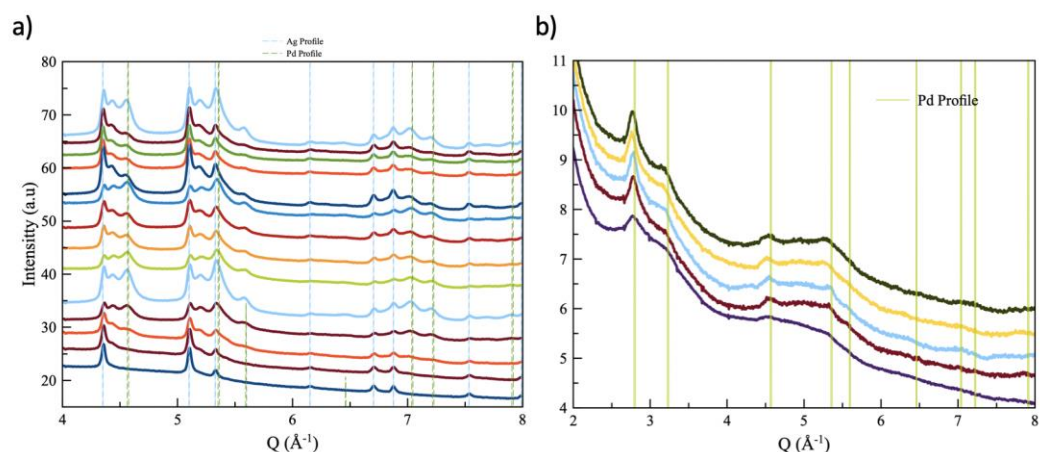 a)
Ag Profile
Pd Profile
80
70
60
50
40
30
20
Intensitty (a.u)
4 5 6 7 8
Q (Å⁻¹)
b)
11
10
9
8
7
6
5
4
Pd Profile
2 3 4 5 6 7 8
Q (Å⁻¹)